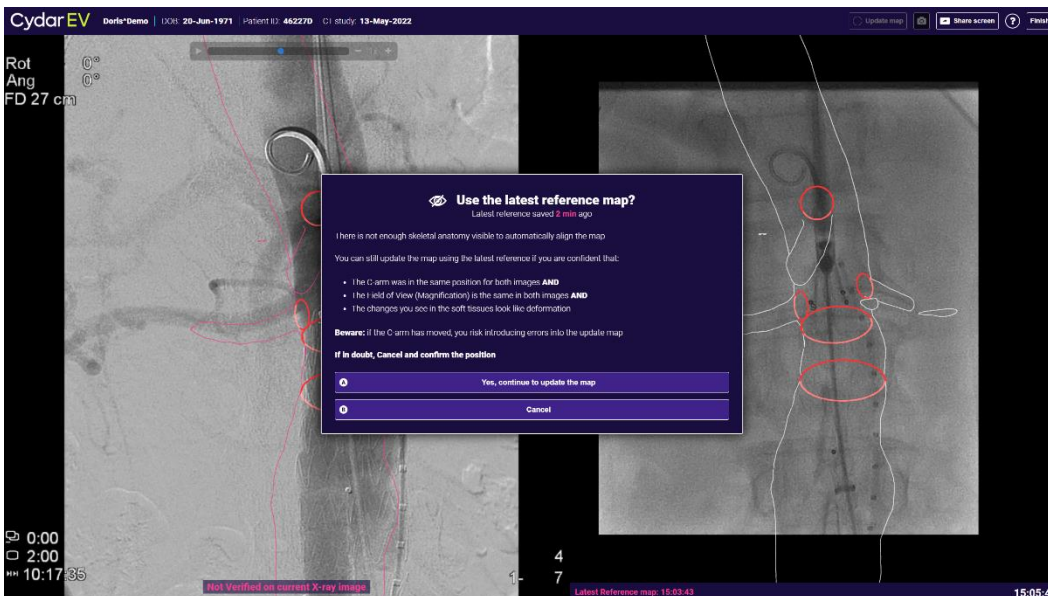 CydarEV Doris^Demo DOB: 20-Jun-1971 Patient ID: 46227D CT study: 13-May-2022 Update map Share screen ? Finish
Rot 0°
Ang 0°
FD 27 cm
Use the latest reference map?
Latest reference saved 2 min ago
There is not enough skeletal anatomy visible to automatically align the map
You can still update the map using the latest reference if you are confident that:
• The C-arm was in the same position for both images AND
• The Field of View (Magnification) is the same in both images AND
• The changes you see in the soft tissues look like deformation
Beware: if the C-arm has moved, you risk introducing errors into the update map
If in doubt, Cancel and confirm the position
A Yes, continue to update the map
B Cancel
0:00
2:00
10:17:35
4
1- 7
Not Verified on current X-ray image
Latest Reference map: 15:03:43